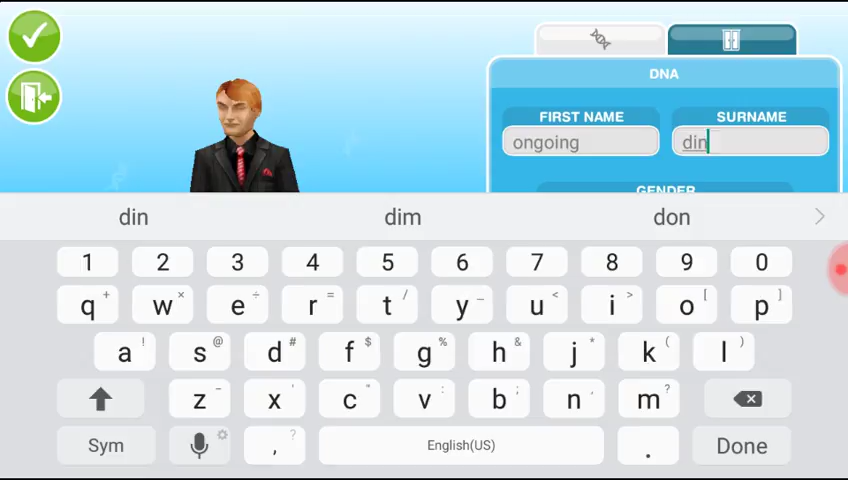 DNA
FIRST NAME SURNAME
ongoing din
GENDER
din dim don
1 2 3 4 5 6 7 8 9 0
q + w × e ÷ r = t / y _ u < i > o [ p ]
a ! s @ d # f $ g % h & j * k ( l )
z - x ' c " v : b ; n , m ?
Sym , ? English(US) . Done